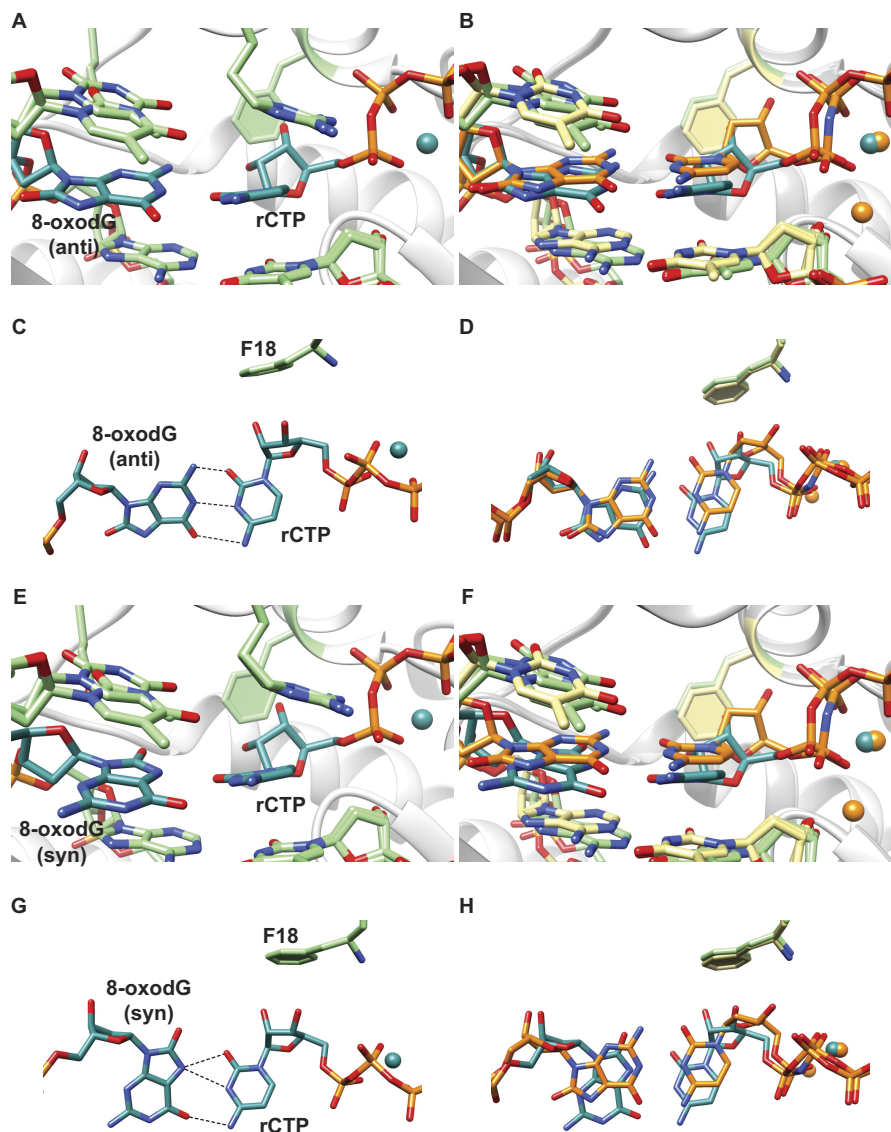 A
B
8-oxodG
(anti)
rCTP
C
D
F18
8-oxodG
(anti)
rCTP
E
F
rCTP
8-oxodG
(syn)
G
H
F18
8-oxodG
(syn)
rCTP